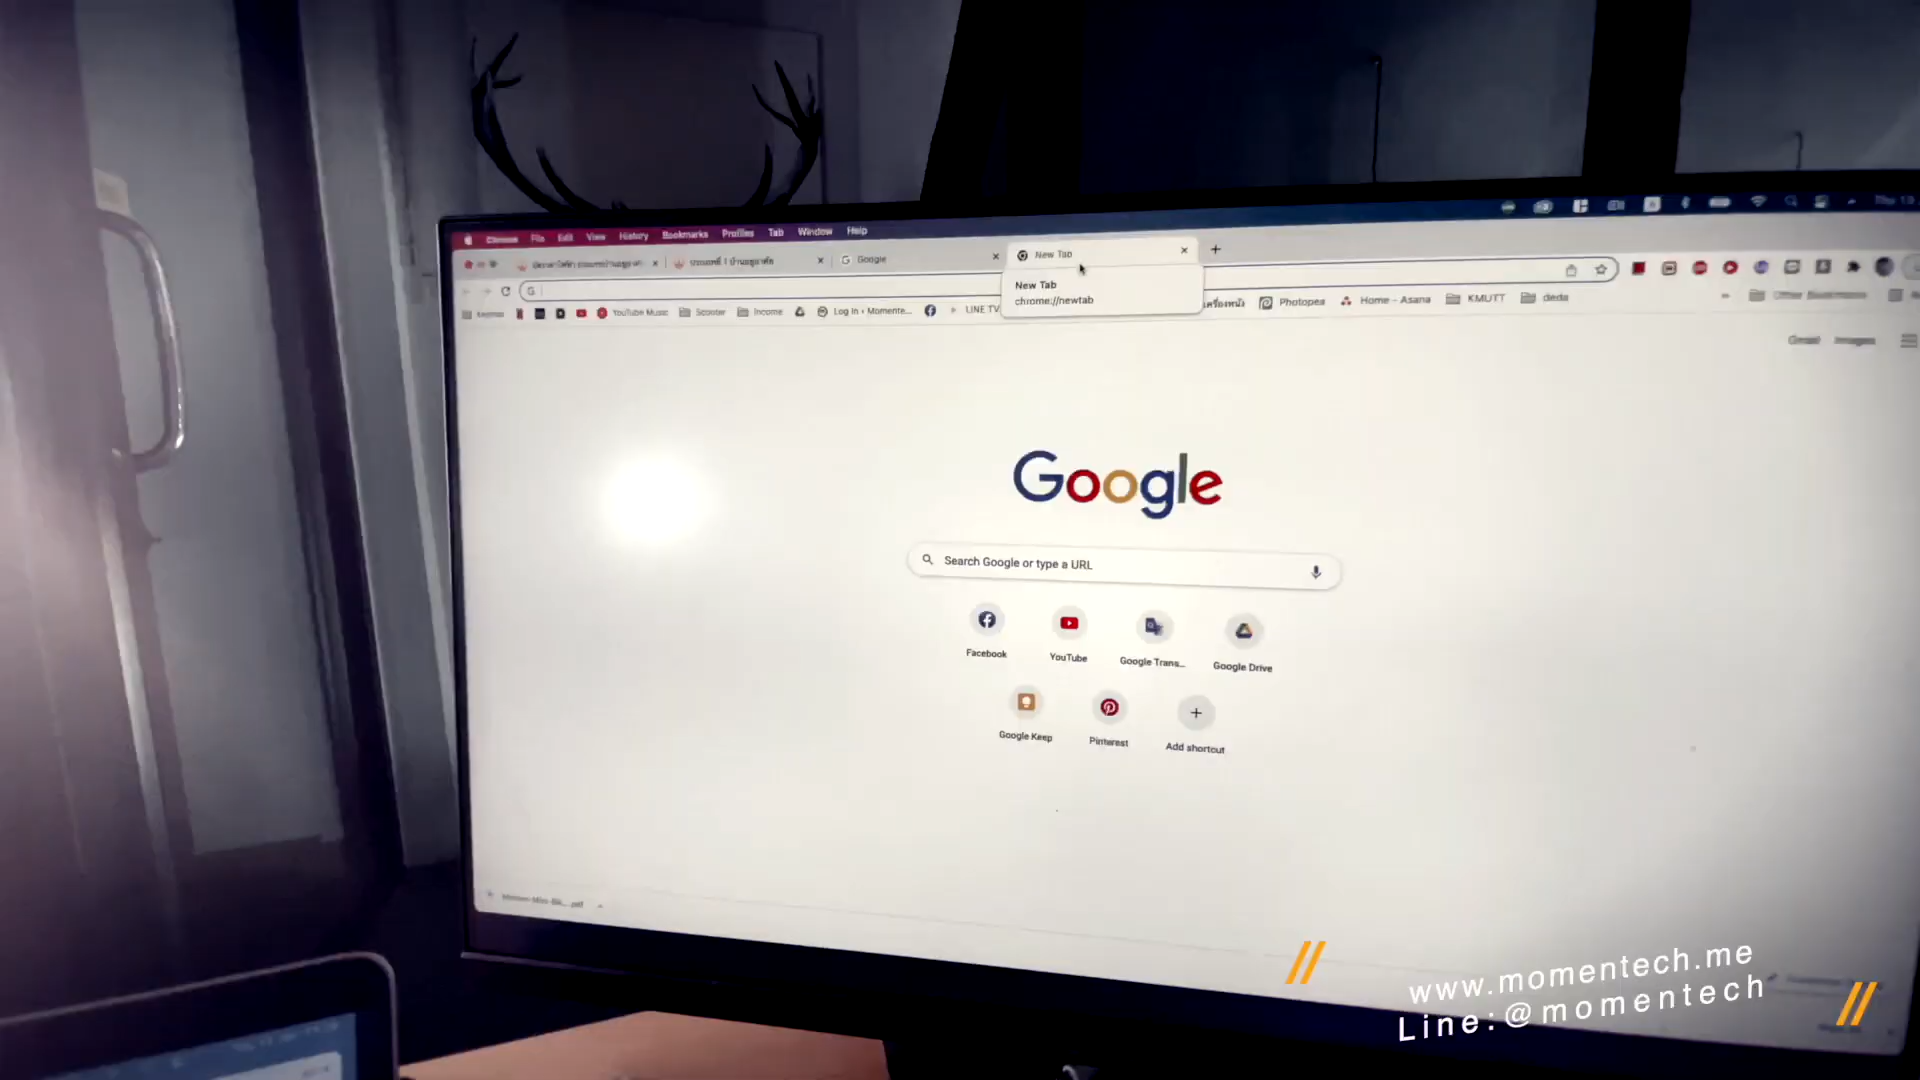 Chrome File Edit View History Bookmarks Profiles Tab Window Help
Google
New Tab
New Tab
chrome://newtab
YouTube Music Scooter Income Log In ‹ Momente... LINE TV
Photopea Home - Asana KMUTT deda Other Bookmarks
Gmail Images
Google
Search Google or type a URL
Facebook YouTube Google Trans... Google Drive
Google Keep Pinterest Add shortcut
www.momentech.me
Line:@momentech